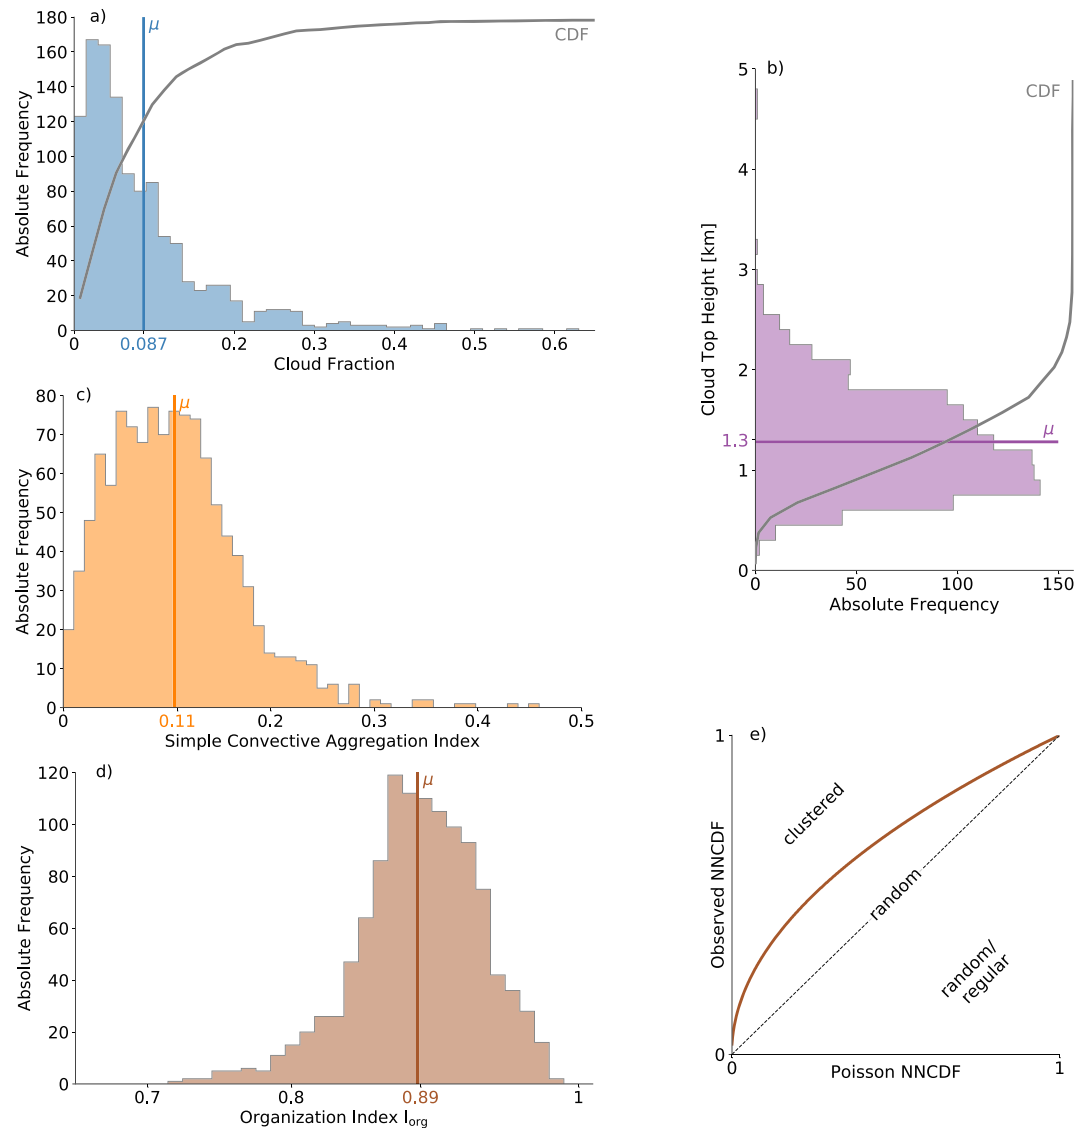 a)
μ
CDF
180
160
140
120
100
80
60
40
20
0
Absolute Frequency
0
0.087
0.2
0.3
0.4
0.5
0.6
Cloud Fraction
b)
CDF
5
4
3
2
1.3
1
0
μ
Cloud Top Height [km]
0
50
100
150
Absolute Frequency
c)
μ
80
70
60
50
40
30
20
10
0
Absolute Frequency
0
0.11
0.2
0.3
0.4
0.5
Simple Convective Aggregation Index
d)
μ
120
100
80
60
40
20
0
Absolute Frequency
0.7
0.8
0.89
1
Organization Index Iorg
e)
1
0
Observed NNCDF
clustered
random
random/
regular
0
1
Poisson NNCDF